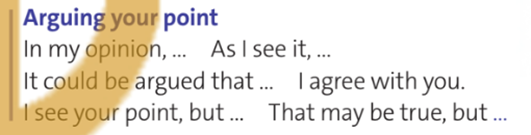 Arguing your point
In my opinion, ... As I see it, ...
It could be argued that ... I agree with you.
I see your point, but ... That may be true, but ...